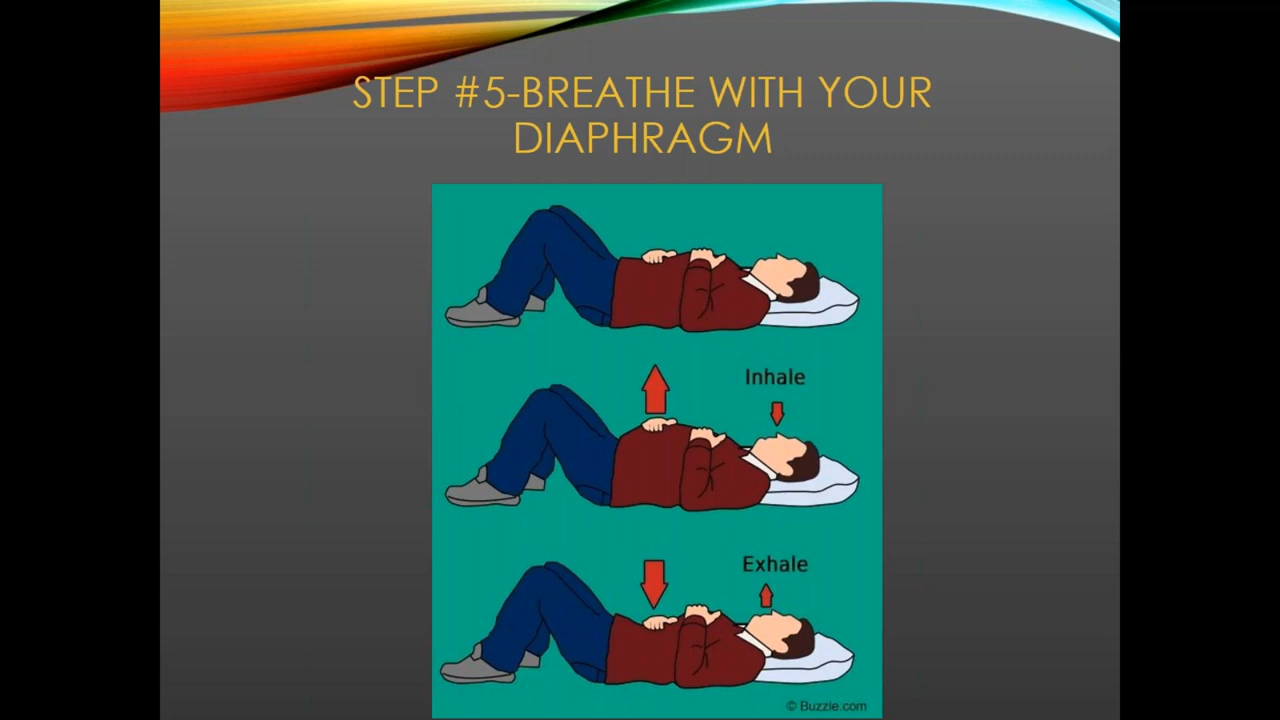 STEP #5-BREATHE WITH YOUR
DIAPHRAGM
Inhale
Exhale
© Buzzle.com